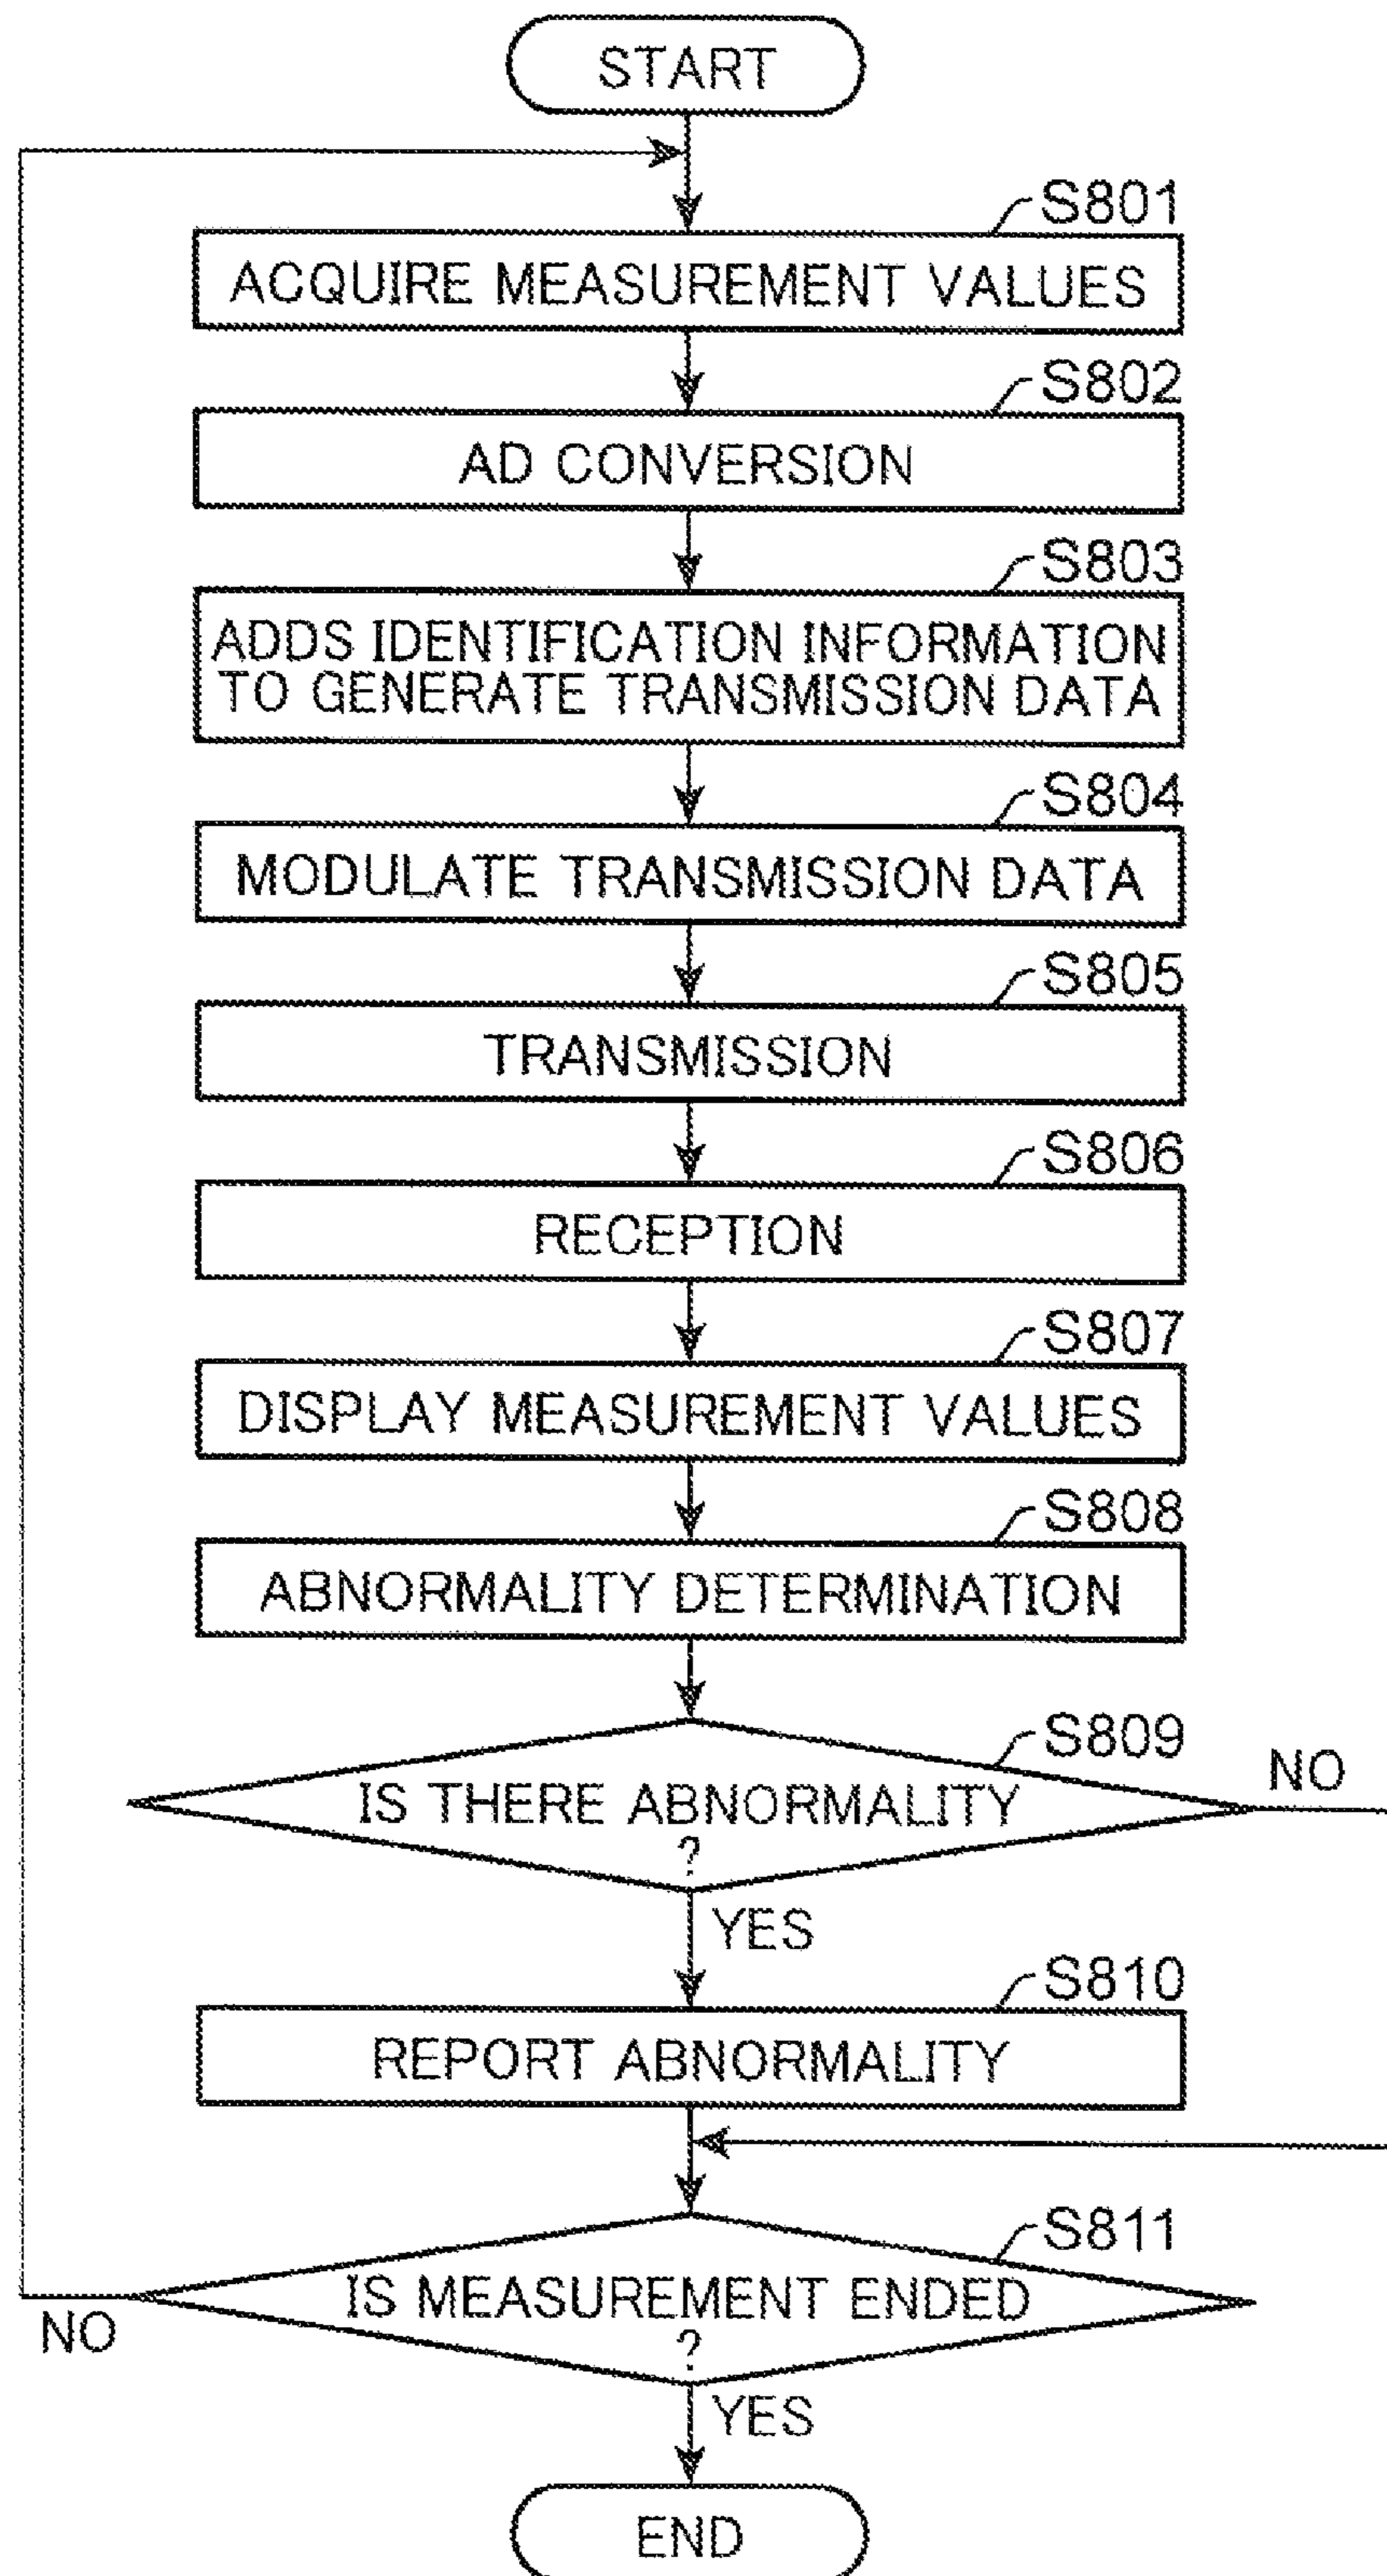 START
S801
ACQUIRE MEASUREMENT VALUES
S802
AD CONVERSION
S803
ADDS IDENTIFICATION INFORMATION
TO GENERATE TRANSMISSION DATA
S804
MODULATE TRANSMISSION DATA
S805
TRANSMISSION
S806
RECEPTION
S807
DISPLAY MEASUREMENT VALUES
S808
ABNORMALITY DETERMINATION
S809
IS THERE ABNORMALITY
?
NO
YES
S810
REPORT ABNORMALITY
S811
IS MEASUREMENT ENDED
?
NO
YES
END